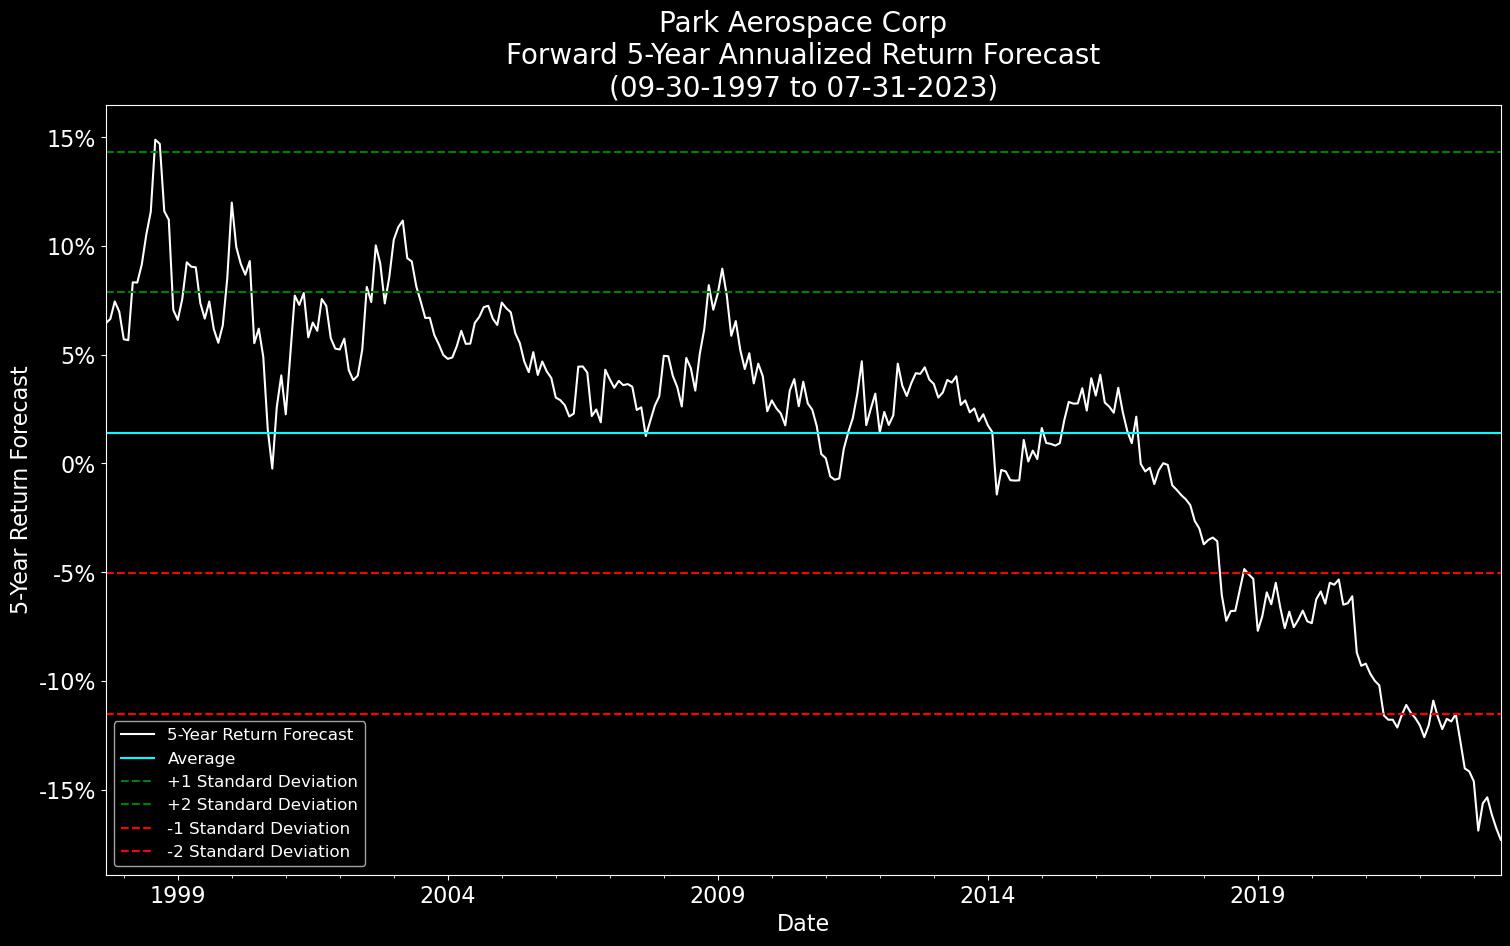 Park Aerospace Corp
Forward 5-Year Annualized Return Forecast
(09-30-1997 to 07-31-2023)
5-Year Return Forecast
15%
10%
5%
0%
-5%
-10%
-15%
5-Year Return Forecast
Average
+1 Standard Deviation
+2 Standard Deviation
-1 Standard Deviation
-2 Standard Deviation
1999 2004 2009 2014 2019
Date